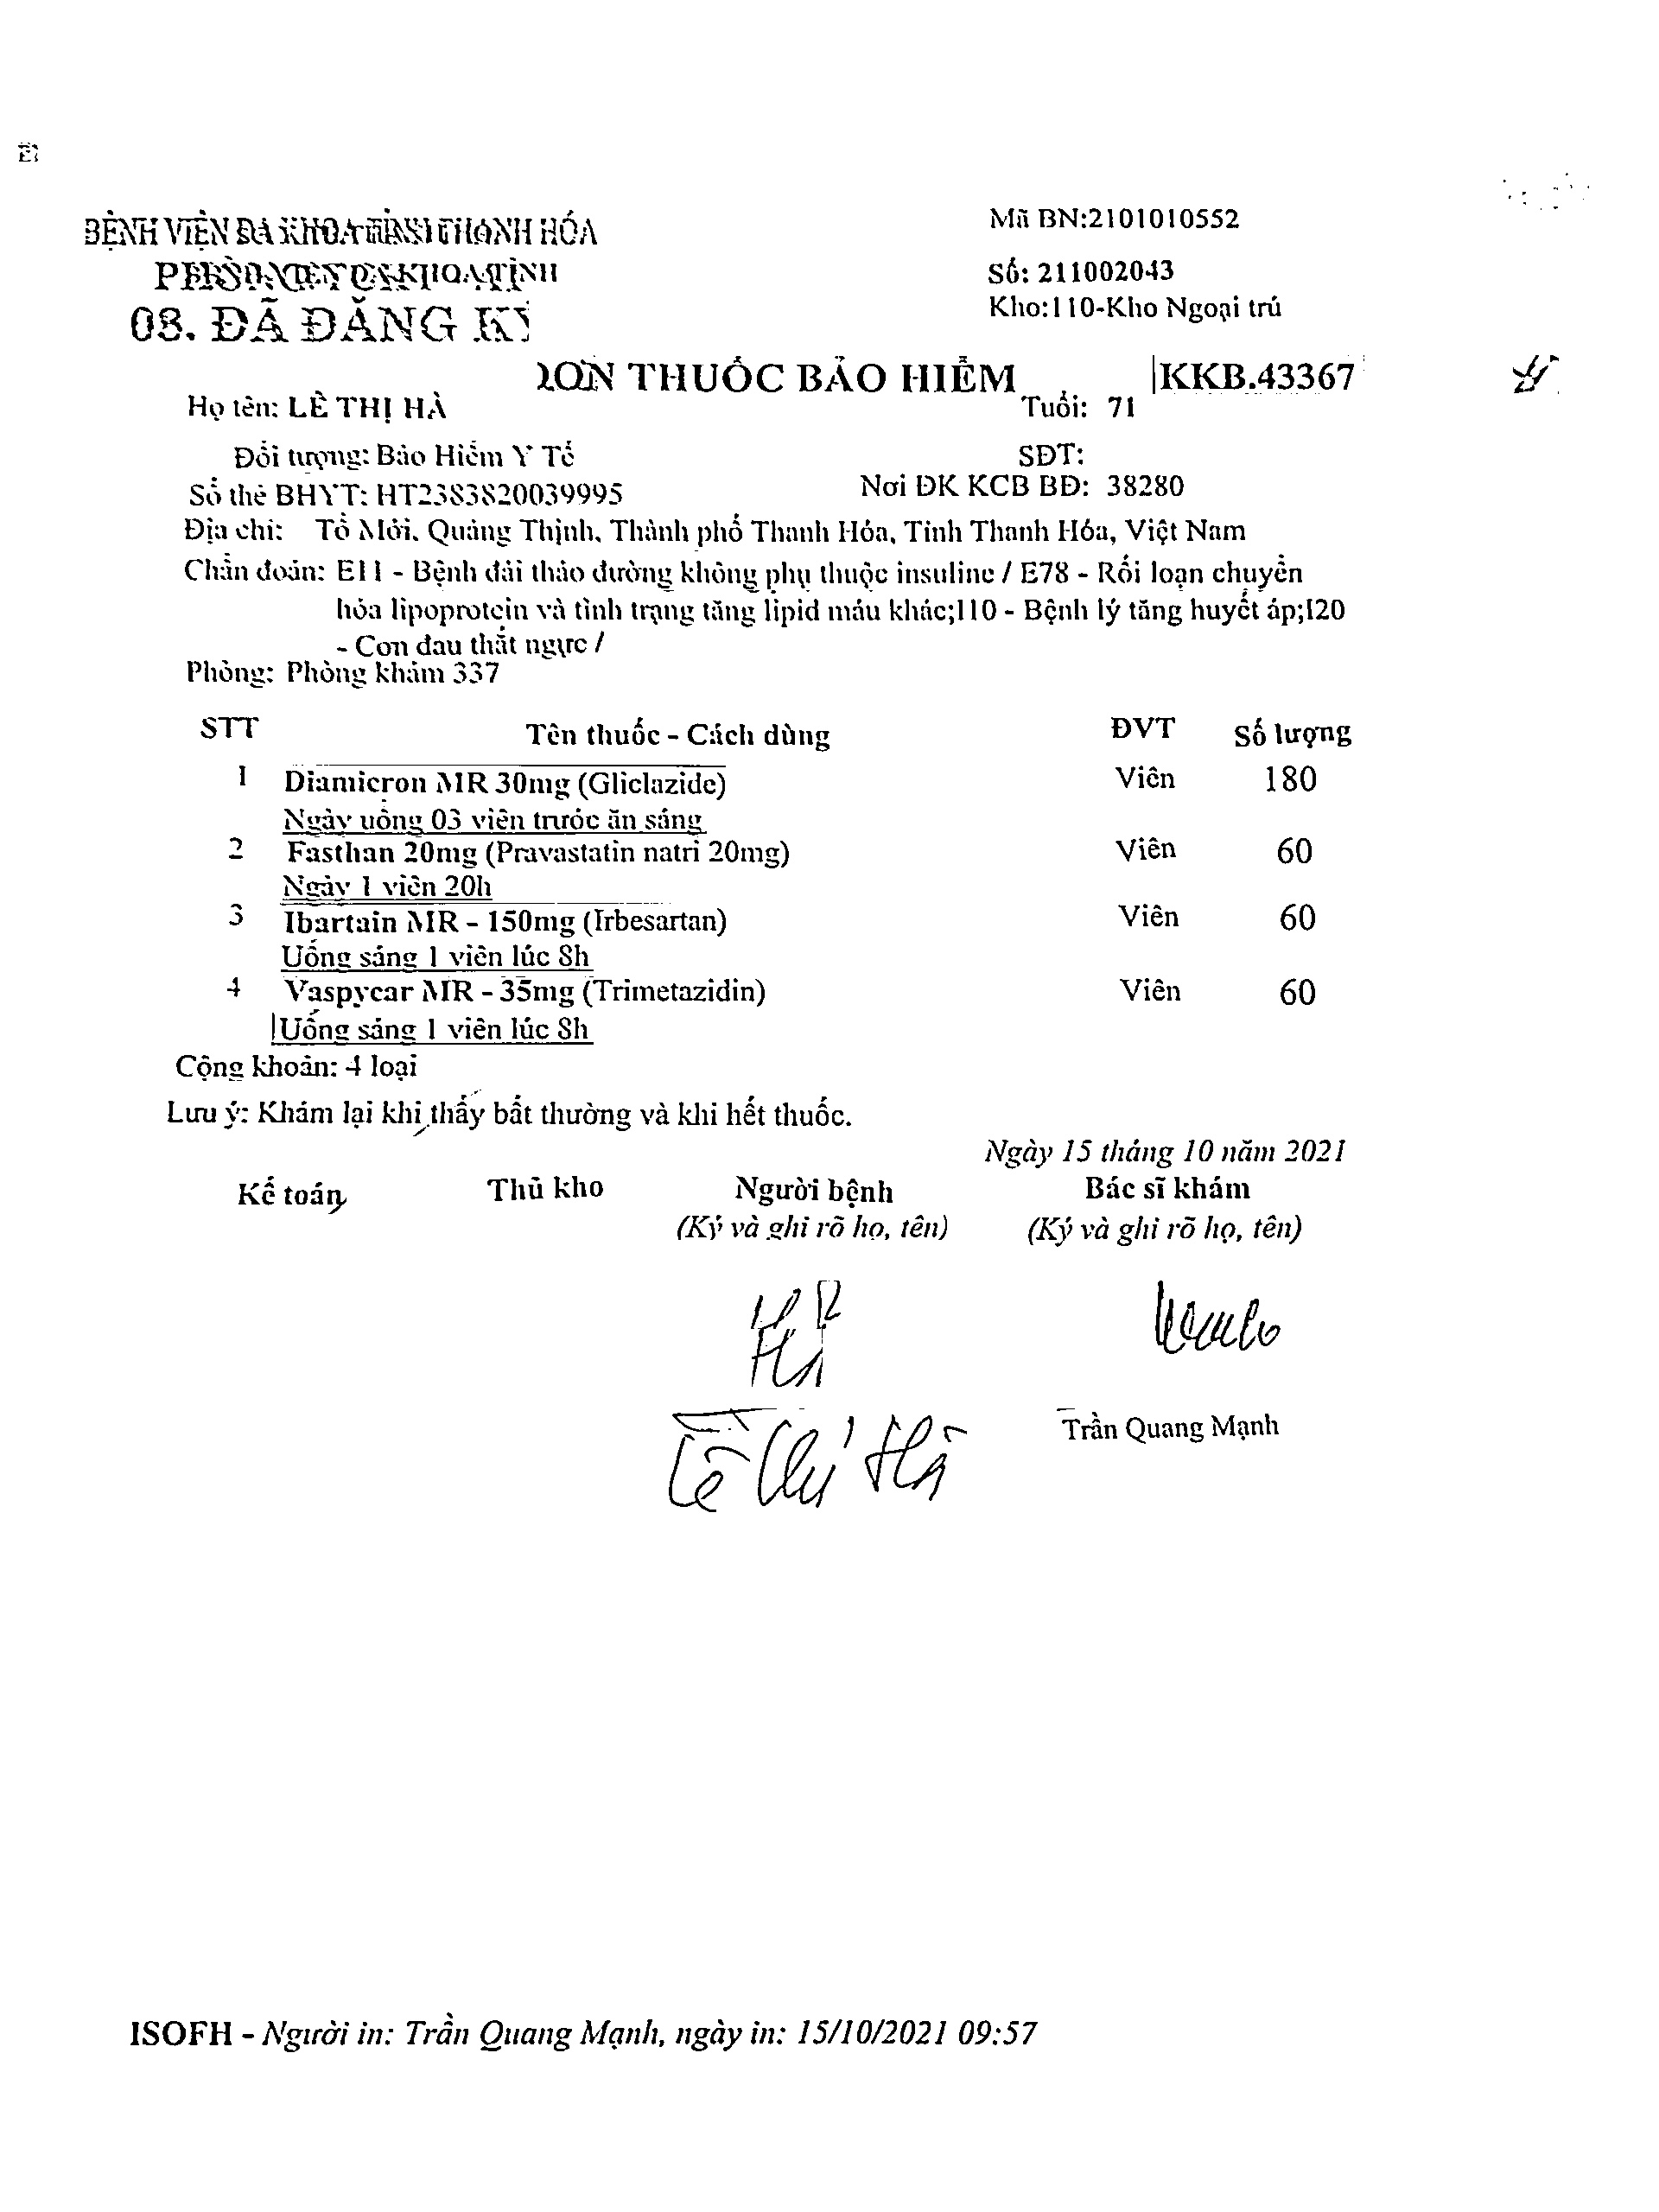 BỆNH VIỆN ĐA KHOA TỈNH THANH HÓA
08. ĐÃ ĐĂNG KÝ
Mã BN:2101010552
Số: 211002043
Kho:110-Kho Ngoại trú
ĐƠN THUỐC BẢO HIỂM
KKB.43367
Họ tên: LÊ THỊ HÀ Tuổi: 71
Đối tượng: Bảo Hiểm Y Tế SĐT:
Số thẻ BHYT: HT2383820039995 Nơi ĐK KCB BĐ: 38280
Địa chỉ: Tổ Mới, Quảng Thịnh, Thành phố Thanh Hóa, Tỉnh Thanh Hóa, Việt Nam
Chẩn đoán: E11 - Bệnh đái tháo đường không phụ thuộc insuline / E78 - Rối loạn chuyển
hóa lipoprotein và tình trạng tăng lipid máu khác;I10 - Bệnh lý tăng huyết áp;I20
- Cơn đau thắt ngực /
Phòng: Phòng khám 337
STT Tên thuốc - Cách dùng ĐVT Số lượng
1 Diamicron MR 30mg (Gliclazide) Viên 180
Ngày uống 03 viên trước ăn sáng
2 Fasthan 20mg (Pravastatin natri 20mg) Viên 60
Ngày 1 viên 20h
3 Ibartain MR - 150mg (Irbesartan) Viên 60
Uống sáng 1 viên lúc 8h
4 Vaspycar MR - 35mg (Trimetazidin) Viên 60
Uống sáng 1 viên lúc 8h
Cộng khoản: 4 loại
Lưu ý: Khám lại khi thấy bất thường và khi hết thuốc.
Ngày 15 tháng 10 năm 2021
Kế toán Thủ kho Người bệnh Bác sĩ khám
(Ký và ghi rõ họ, tên) (Ký và ghi rõ họ, tên)
Trần Quang Mạnh
Lê Thị Hà
ISOFH - Người in: Trần Quang Mạnh, ngày in: 15/10/2021 09:57